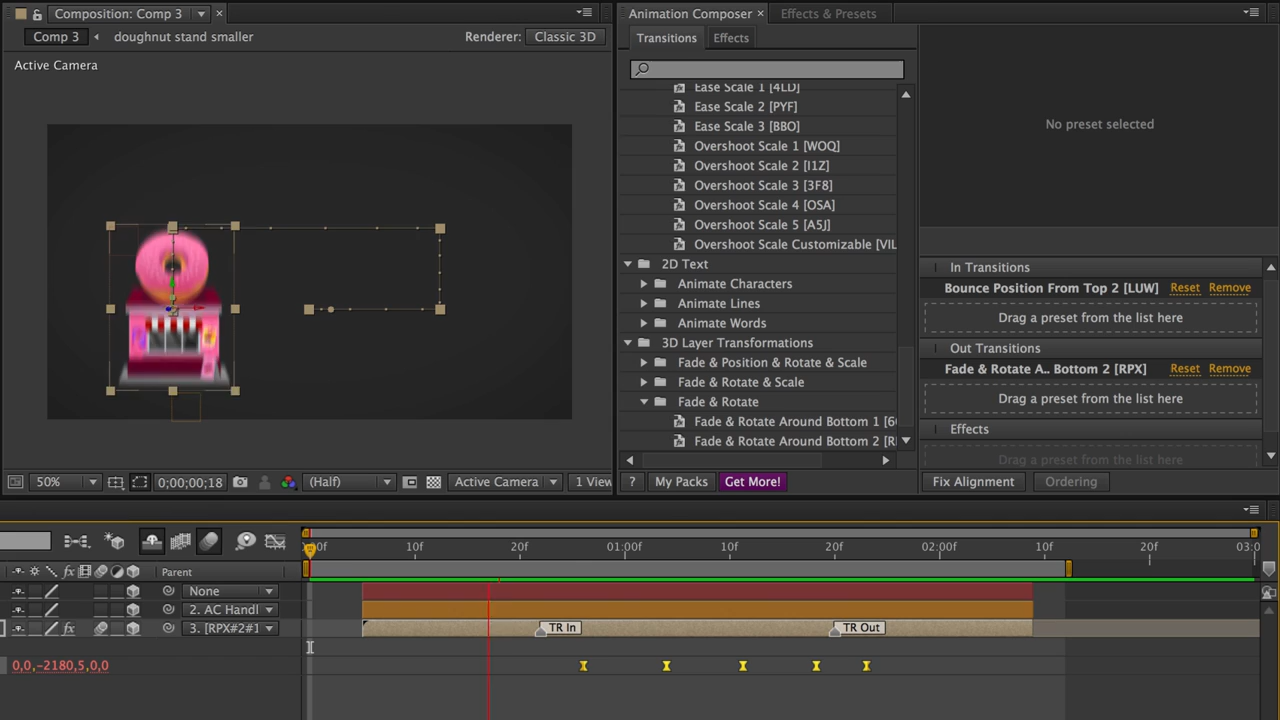 Composition: Comp 3
Comp 3
doughnut stand smaller
Renderer: Classic 3D
Active Camera
50%
0;00;00;18
(Half)
Active Camera
1 View
Animation Composer
Effects & Presets
Transitions
Effects
Ease Scale 1 [4LD]
Ease Scale 2 [PYF]
Ease Scale 3 [BBO]
Overshoot Scale 1 [WOQ]
Overshoot Scale 2 [I1Z]
Overshoot Scale 3 [3F8]
Overshoot Scale 4 [OSA]
Overshoot Scale 5 [A5J]
Overshoot Scale Customizable [VIL
2D Text
Animate Characters
Animate Lines
Animate Words
3D Layer Transformations
Fade & Position & Rotate & Scale
Fade & Rotate & Scale
Fade & Rotate
Fade & Rotate Around Bottom 1 [6
Fade & Rotate Around Bottom 2 [R
?
My Packs
Get More!
No preset selected
In Transitions
Bounce Position From Top 2 [LUW] Reset Remove
Drag a preset from the list here
Out Transitions
Fade & Rotate A.. Bottom 2 [RPX] Reset Remove
Drag a preset from the list here
Effects
Drag a preset from the list here
Fix Alignment
Ordering
:00f 10f 20f 01:00f 10f 20f 02:00f 10f 20f 03:0
fx
Parent
None
2. AC Handl
fx
3. [RPX#2#1
TR In
TR Out
0,0,-2180,5,0,0